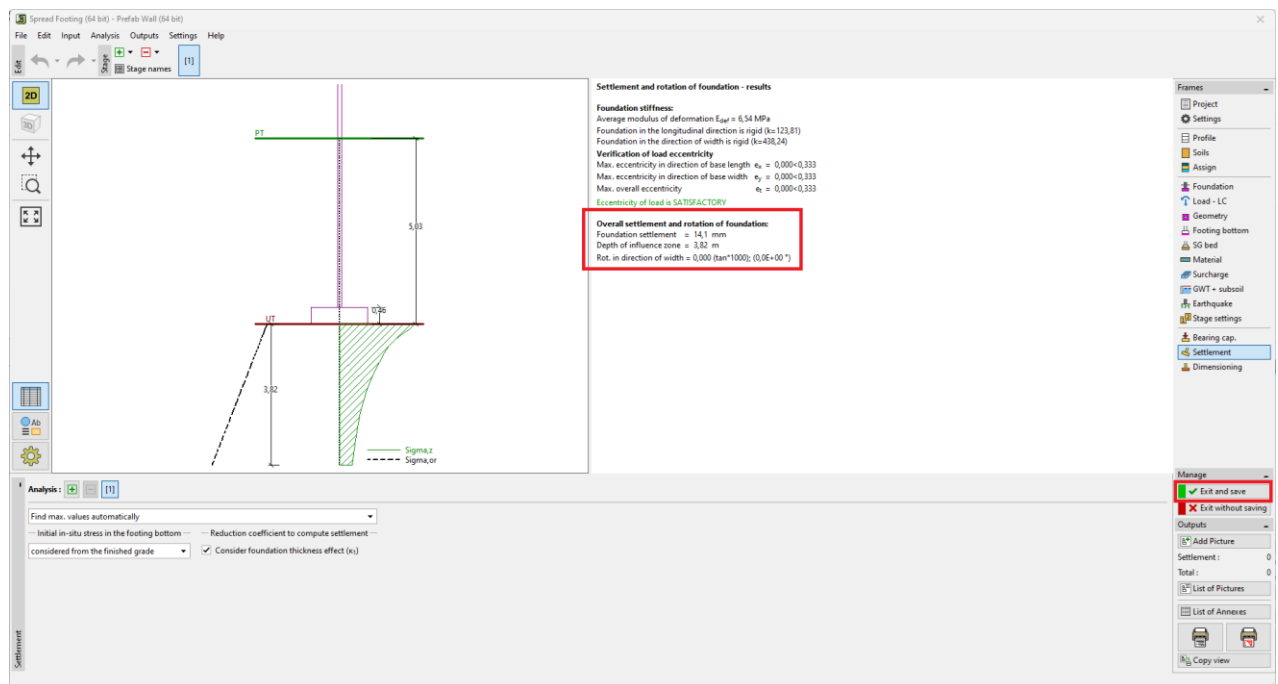 Spread Footing (64 bit) - Prefab Wall (64 bit)
File Edit Input Analysis Outputs Settings Help
Edit
Stage
Stage names
[1]
2D
3D
Ab
PT
5,03
0,46
UT
3,82
Sigma,z
Sigma,or
Settlement and rotation of foundation - results
Foundation stiffness:
Average modulus of deformation Edef = 6,54 MPa
Foundation in the longitudinal direction is rigid (k=123,81)
Foundation in the direction of width is rigid (k=438,24)
Verification of load eccentricity
Max. eccentricity in direction of base length ex = 0,000<0,333
Max. eccentricity in direction of base width ey = 0,000<0,333
Max. overall eccentricity et = 0,000<0,333
Eccentricity of load is SATISFACTORY
Overall settlement and rotation of foundation:
Foundation settlement = 14,1 mm
Depth of influence zone = 3,82 m
Rot. in direction of width = 0,000 (tan*1000); (0,0E+00 °)
Frames
Project
Settings
Profile
Soils
Assign
Foundation
Load - LC
Geometry
Footing bottom
SG bed
Material
Surcharge
GWT + subsoil
Earthquake
Stage settings
Bearing cap.
Settlement
Dimensioning
Settlement
Analysis : [1]
Find max. values automatically
Initial in-situ stress in the footing bottom
considered from the finished grade
Reduction coefficient to compute settlement
Consider foundation thickness effect (κ1)
Manage
Exit and save
Exit without saving
Outputs
Add Picture
Settlement : 0
Total : 0
List of Pictures
List of Annexes
Copy view